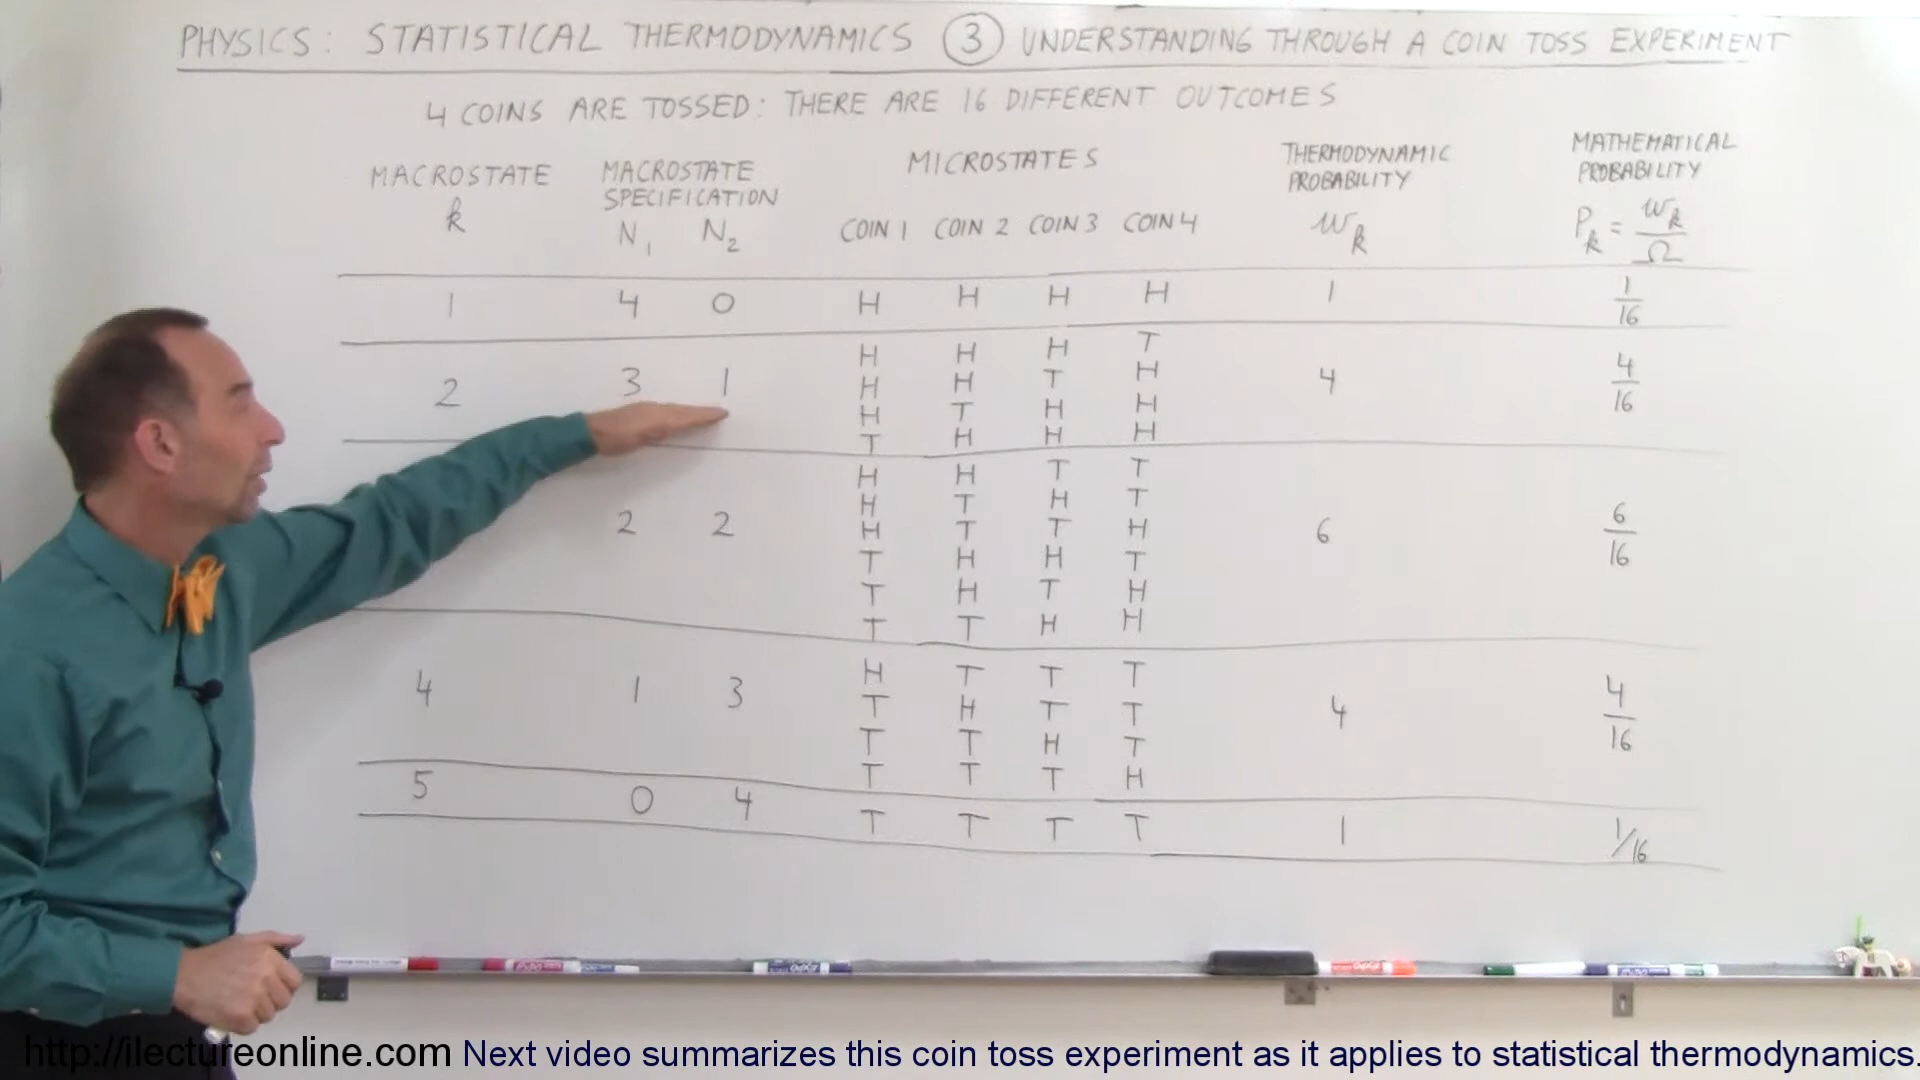 PHYSICS: STATISTICAL THERMODYNAMICS 3 UNDERSTANDING THROUGH A COIN TOSS EXPERIMENT
4 COINS ARE TOSSED: THERE ARE 16 DIFFERENT OUTCOMES
MACROSTATE
k
MACROSTATE
SPECIFICATION
N₁ N₂
MICROSTATES
COIN 1 COIN 2 COIN 3 COIN 4
THERMODYNAMIC
PROBABILITY
wₖ
MATHEMATICAL
PROBABILITY
Pₖ = wₖ/Ω
1 4 0 H H H H 1 1/16
2 3 1 4 4/16
H H H T
H H T H
H T H H
T H H H
2 2 6 6/16
H H T T
H T H T
H T T H
T H H T
T H T H
T T H H
4 1 3 4 4/16
H T T T
T H T T
T T H T
T T T H
5 0 4 T T T T 1 1/16
http://ilectureonline.com Next video summarizes this coin toss experiment as it applies to statistical thermodynamics.